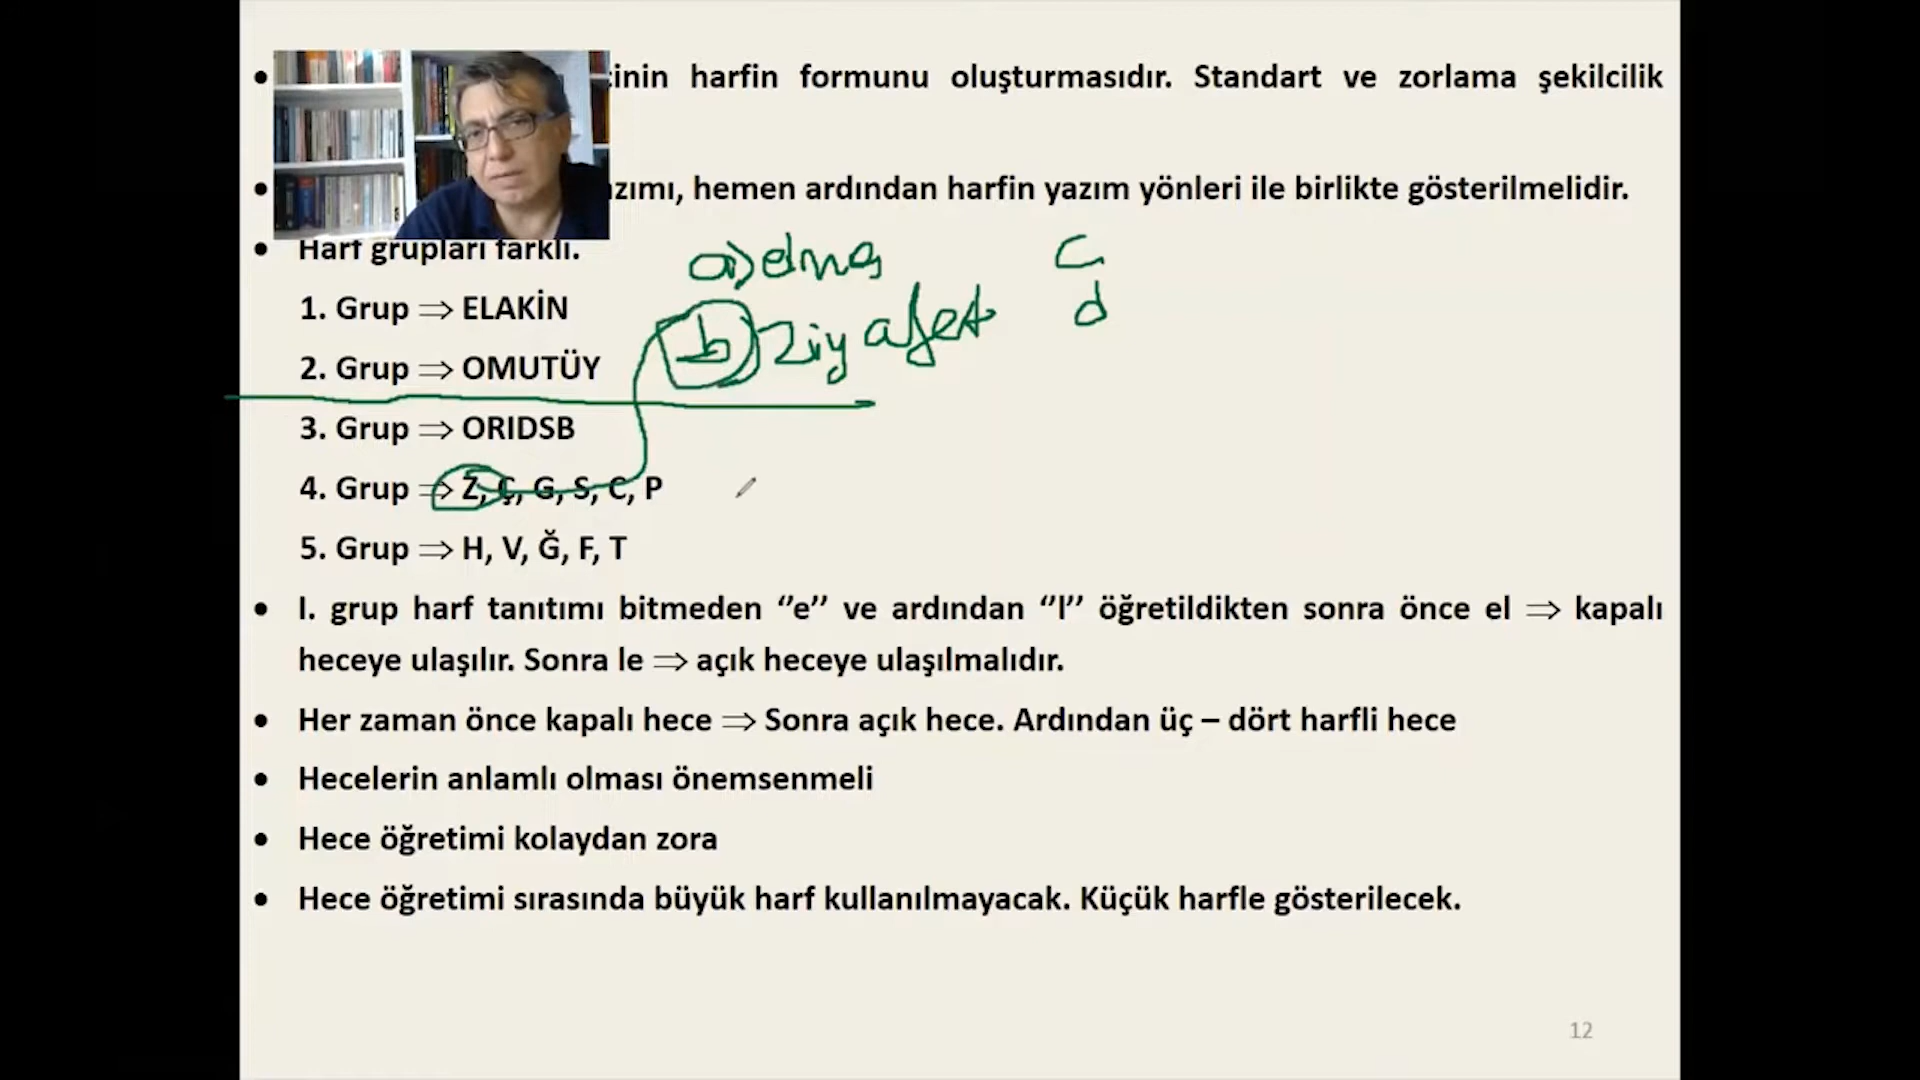 inin harfin formunu oluşturmasıdır. Standart ve zorlama şekilcilik
zımı, hemen ardından harfin yazım yönleri ile birlikte gösterilmelidir.
• Harf grupları farklı.
a) elma
c
1. Grup ⇒ ELAKİN
b ziyafet
d
2. Grup ⇒ OMUTÜY
3. Grup ⇒ ORIDSB
4. Grup ⇒ Z, Ç, G, S, C, P
5. Grup ⇒ H, V, Ğ, F, T
• I. grup harf tanıtımı bitmeden ‘’e’’ ve ardından ‘’l’’ öğretildikten sonra önce el ⇒ kapalı
heceye ulaşılır. Sonra le ⇒ açık heceye ulaşılmalıdır.
• Her zaman önce kapalı hece ⇒ Sonra açık hece. Ardından üç – dört harfli hece
• Hecelerin anlamlı olması önemsenmeli
• Hece öğretimi kolaydan zora
• Hece öğretimi sırasında büyük harf kullanılmayacak. Küçük harfle gösterilecek.
12